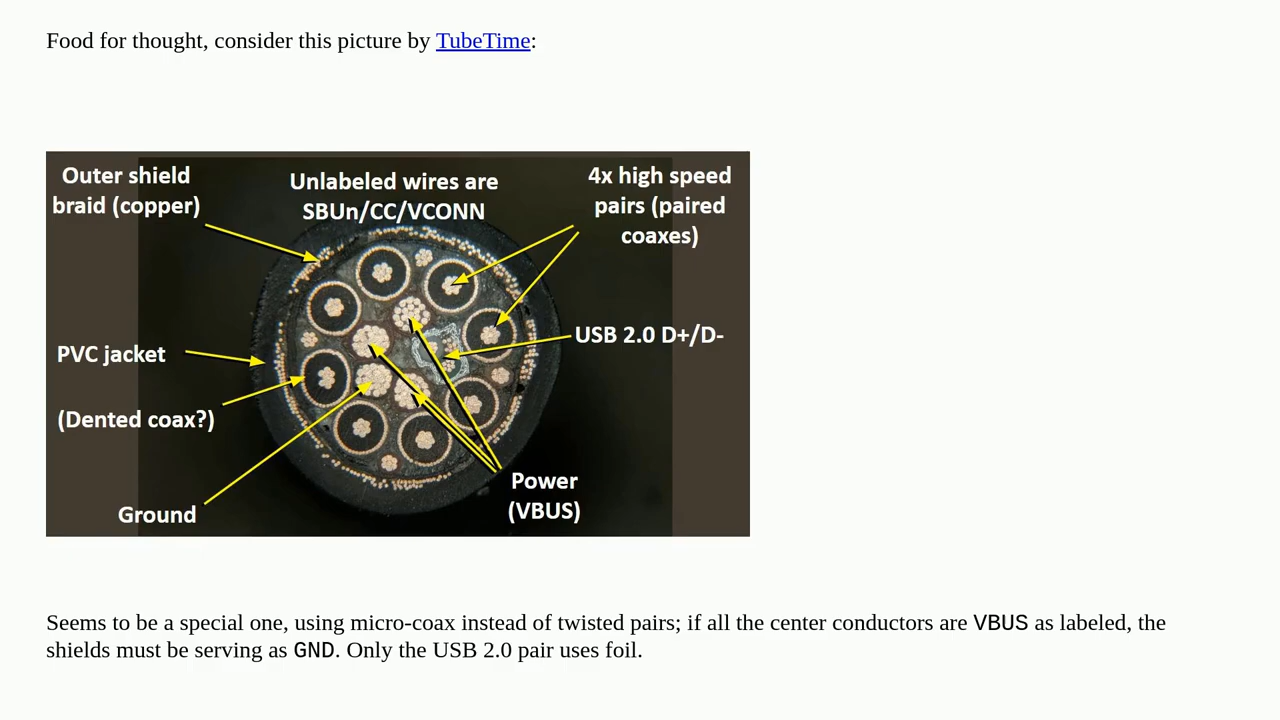 Food for thought, consider this picture by TubeTime:
Outer shield
braid (copper)
Unlabeled wires are
SBUn/CC/VCONN
4x high speed
pairs (paired
coaxes)
USB 2.0 D+/D-
PVC jacket
(Dented coax?)
Ground
Power
(VBUS)
Seems to be a special one, using micro-coax instead of twisted pairs; if all the center conductors are VBUS as labeled, the
shields must be serving as GND. Only the USB 2.0 pair uses foil.